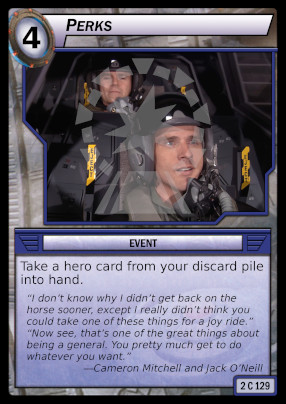 4
PERKS
EVENT
Take a hero card from your discard pile
into hand.
“I don’t know why I didn’t get back on the
horse sooner, except I really didn’t think you
could take one of these things for a joy ride.”
“Now see, that’s one of the great things about
being a general. You pretty much get to do
whatever you want.”
—Cameron Mitchell and Jack O’Neill
2 C 129